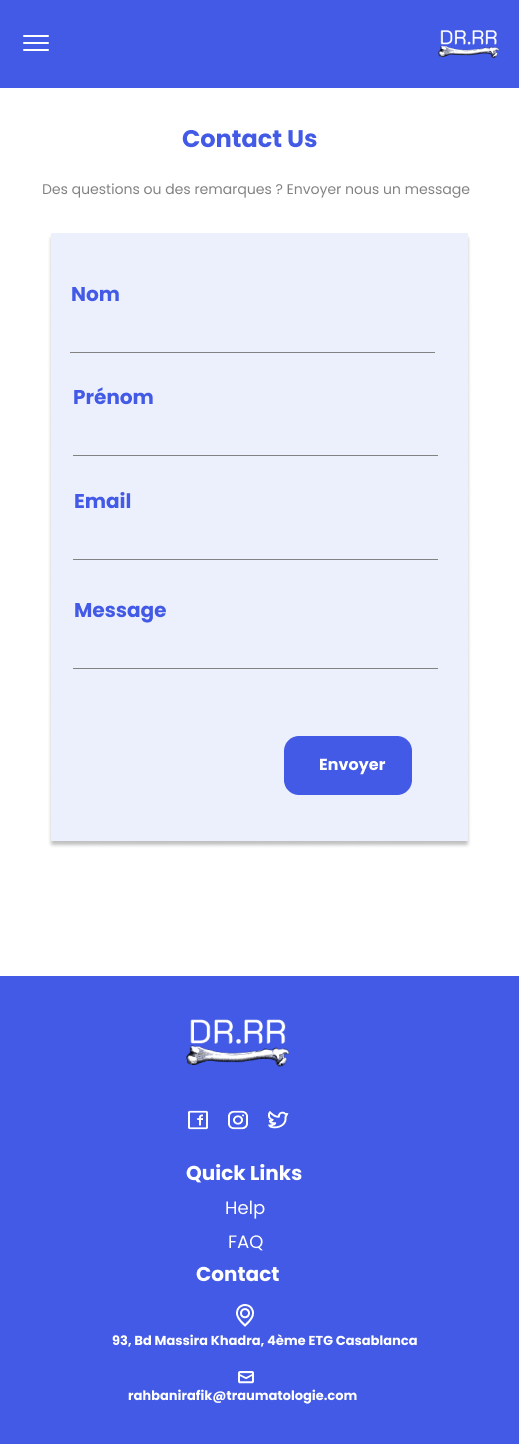 DR.RR
Contact Us
Des questions ou des remarques ? Envoyer nous un message
Nom
Prénom
Email
Message
Envoyer
DR.RR
Quick Links
Help
FAQ
Contact
93, Bd Massira Khadra, 4ème ETG Casablanca
rahbanirafik@traumatologie.com